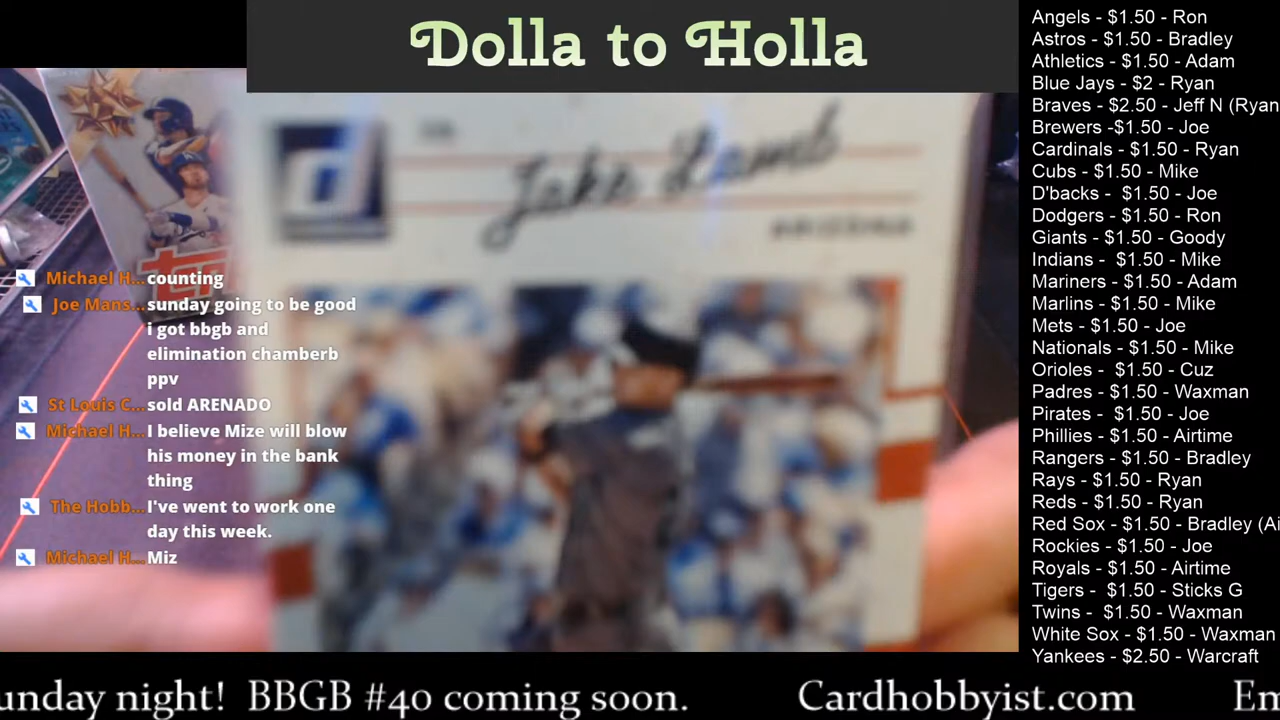 Dolla to Holla
Jake Lamb
ARIZONA
d
Michael H... counting
Joe Mans... sunday going to be good
i got bbgb and
elimination chamberb
ppv
St Louis C... sold ARENADO
Michael H... I believe Mize will blow
his money in the bank
thing
The Hobb... I've went to work one
day this week.
Michael H... Miz
Angels - $1.50 - Ron
Astros - $1.50 - Bradley
Athletics - $1.50 - Adam
Blue Jays - $2 - Ryan
Braves - $2.50 - Jeff N (Ryan
Brewers -$1.50 - Joe
Cardinals - $1.50 - Ryan
Cubs - $1.50 - Mike
D'backs - $1.50 - Joe
Dodgers - $1.50 - Ron
Giants - $1.50 - Goody
Indians - $1.50 - Mike
Mariners - $1.50 - Adam
Marlins - $1.50 - Mike
Mets - $1.50 - Joe
Nationals - $1.50 - Mike
Orioles - $1.50 - Cuz
Padres - $1.50 - Waxman
Pirates - $1.50 - Joe
Phillies - $1.50 - Airtime
Rangers - $1.50 - Bradley
Rays - $1.50 - Ryan
Reds - $1.50 - Ryan
Red Sox - $1.50 - Bradley (Ai
Rockies - $1.50 - Joe
Royals - $1.50 - Airtime
Tigers - $1.50 - Sticks G
Twins - $1.50 - Waxman
White Sox - $1.50 - Waxman
Yankees - $2.50 - Warcraft
unday night! BBGB #40 coming soon. Cardhobbyist.com Em